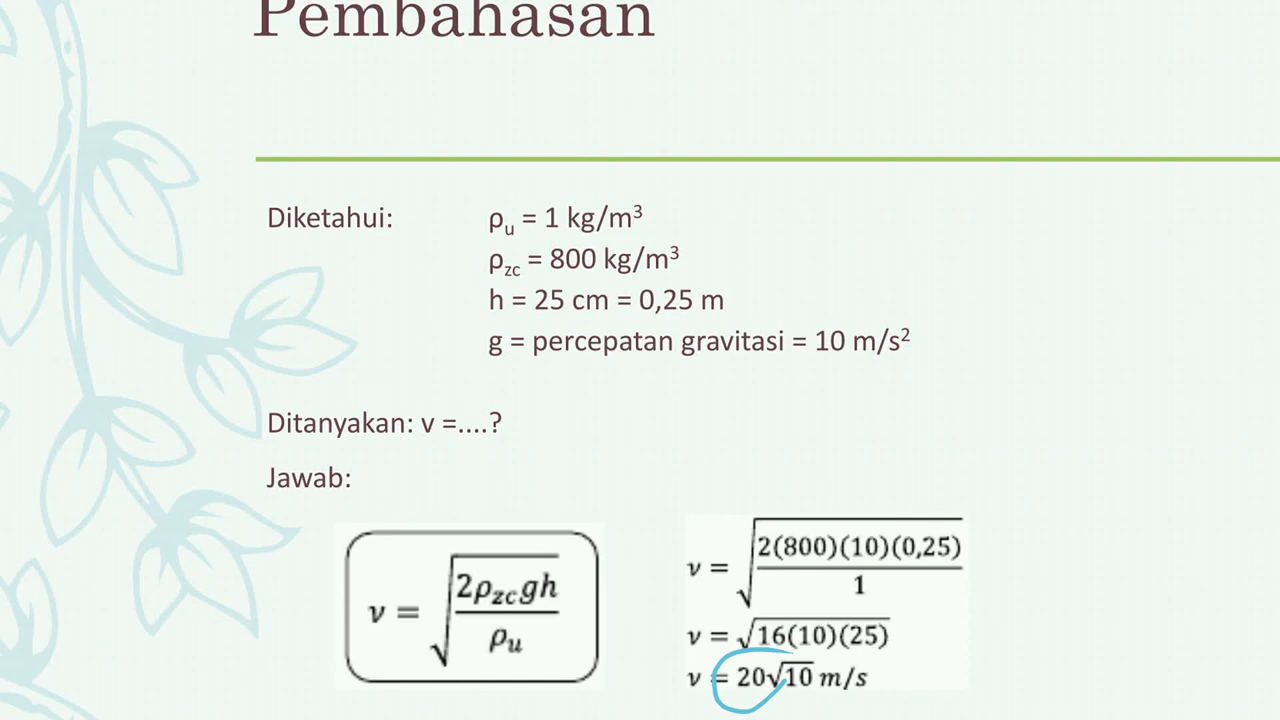 Pembahasan
Diketahui: ρu = 1 kg/m³
ρzc = 800 kg/m³
h = 25 cm = 0,25 m
g = percepatan gravitasi = 10 m/s²
Ditanyakan: v =....?
Jawab:
v = √(2ρzcgh / ρu)
v = √(2(800)(10)(0,25) / 1)
v = √16(10)(25)
v = 20√10 m/s